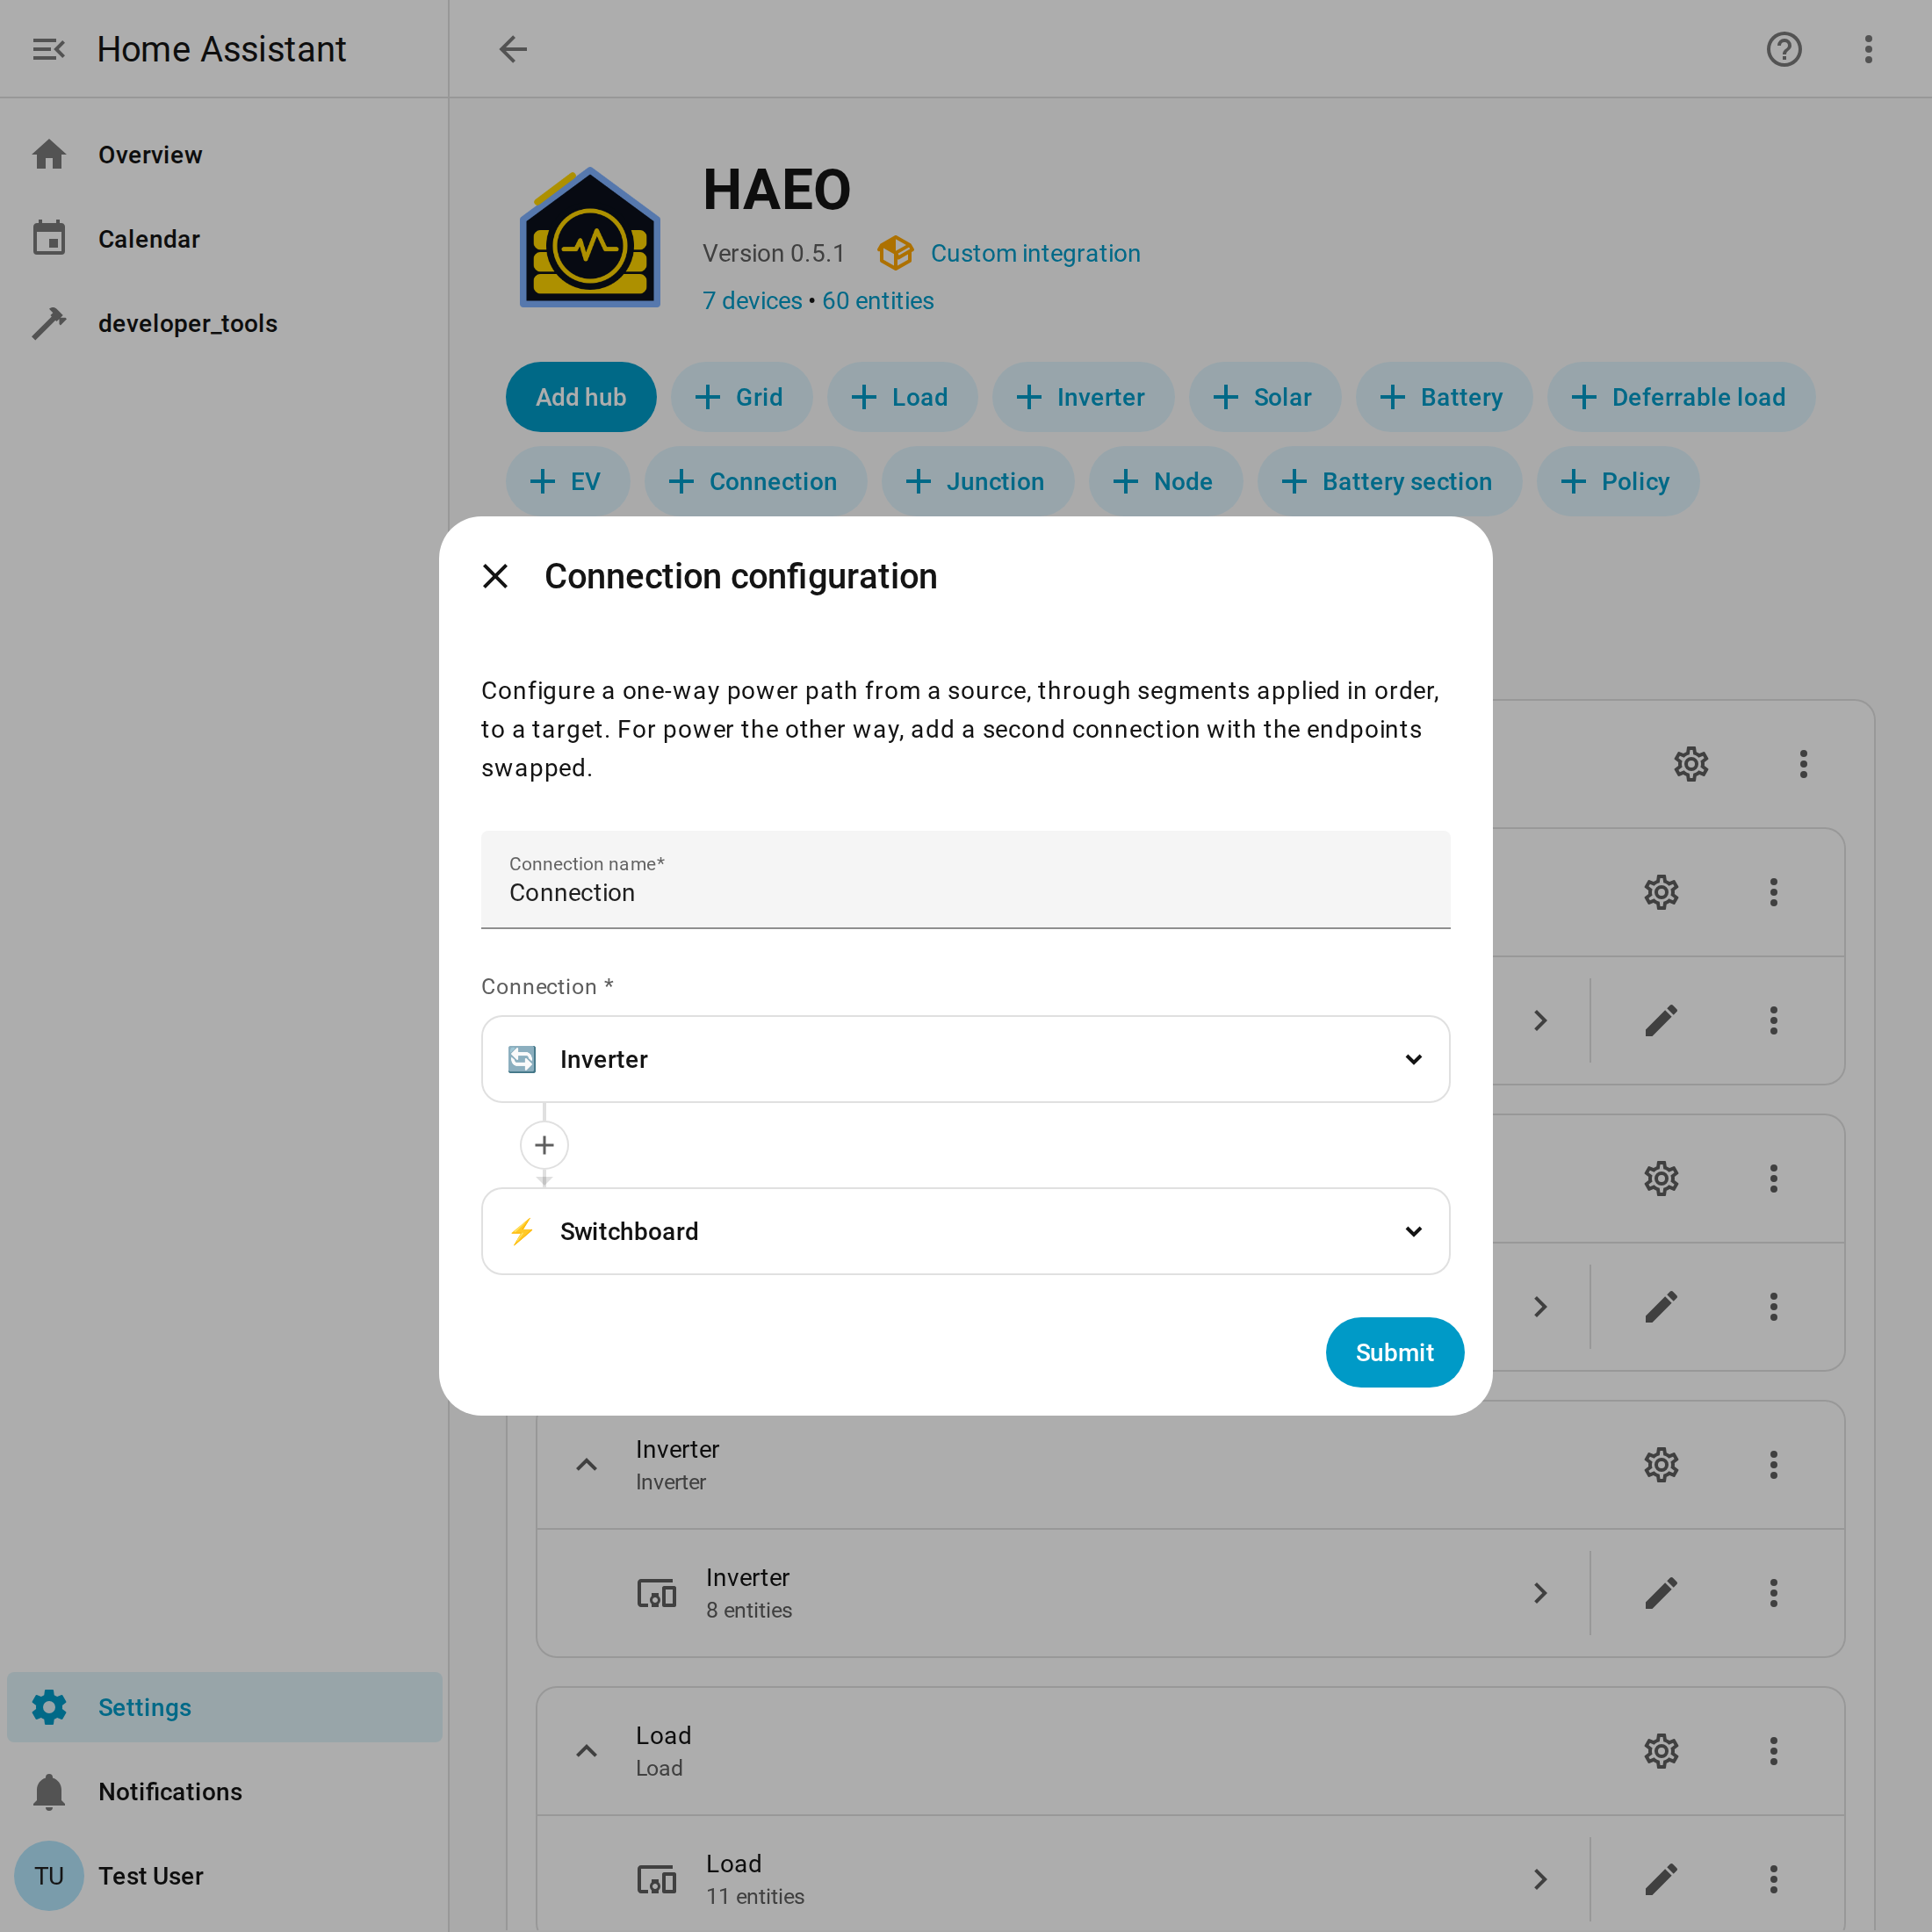 Home Assistant
Overview
Calendar
developer_tools
Settings
Notifications
TU
Test User
HAEO
Version 0.5.1 Custom integration
7 devices • 60 entities
Add hub Grid Load Inverter Solar Battery Deferrable load
EV Connection Junction Node Battery section Policy
Connection configuration
Configure a one-way power path from a source, through segments applied in order,
to a target. For power the other way, add a second connection with the endpoints
swapped.
Connection name*
Connection
Connection *
Inverter
Switchboard
Submit
Inverter
Inverter
Inverter
8 entities
Load
Load
Load
11 entities